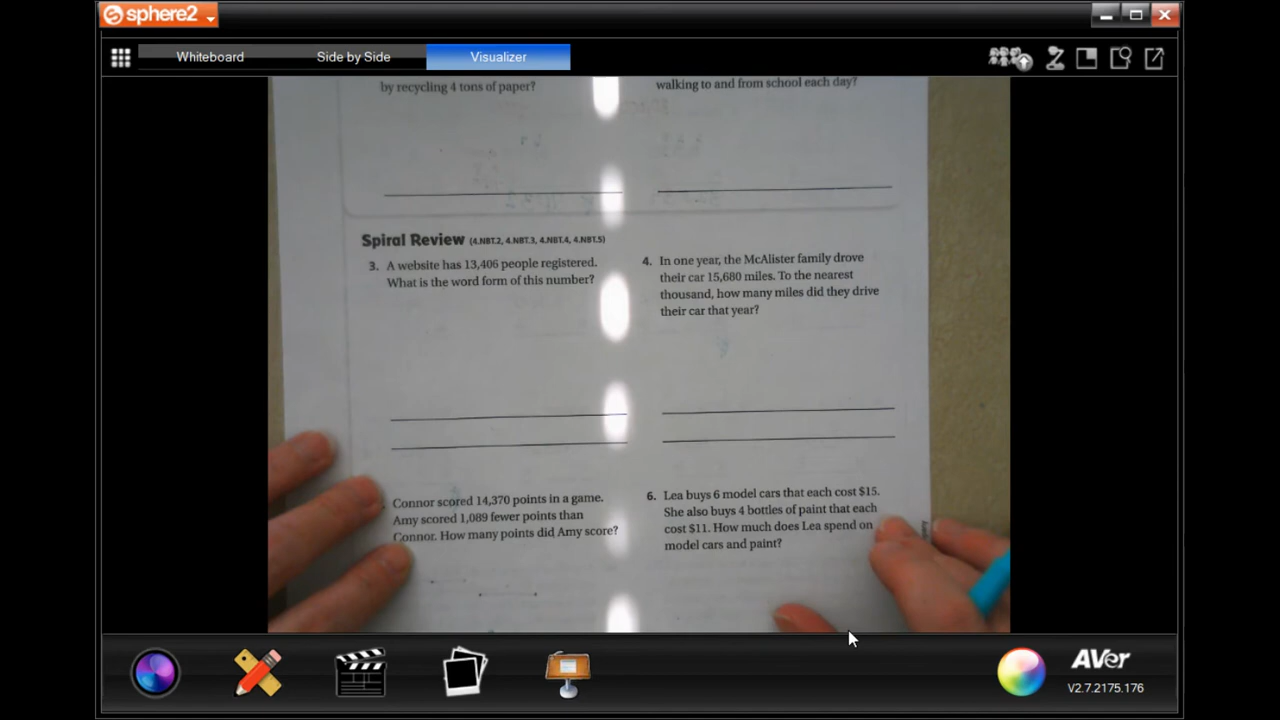 sphere2
Whiteboard
Side by Side
Visualizer
by recycling 4 tons of paper?
walking to and from school each day?
Spiral Review (4.NBT.2, 4.NBT.3, 4.NBT.4, 4.NBT.5)
3. A website has 13,406 people registered.
What is the word form of this number?
4. In one year, the McAlister family drove
their car 15,680 miles. To the nearest
thousand, how many miles did they drive
their car that year?
Connor scored 14,370 points in a game.
Amy scored 1,089 fewer points than
Connor. How many points did Amy score?
6. Lea buys 6 model cars that each cost $15.
She also buys 4 bottles of paint that each
cost $11. How much does Lea spend on
model cars and paint?
AVer
V2.7.2175.176